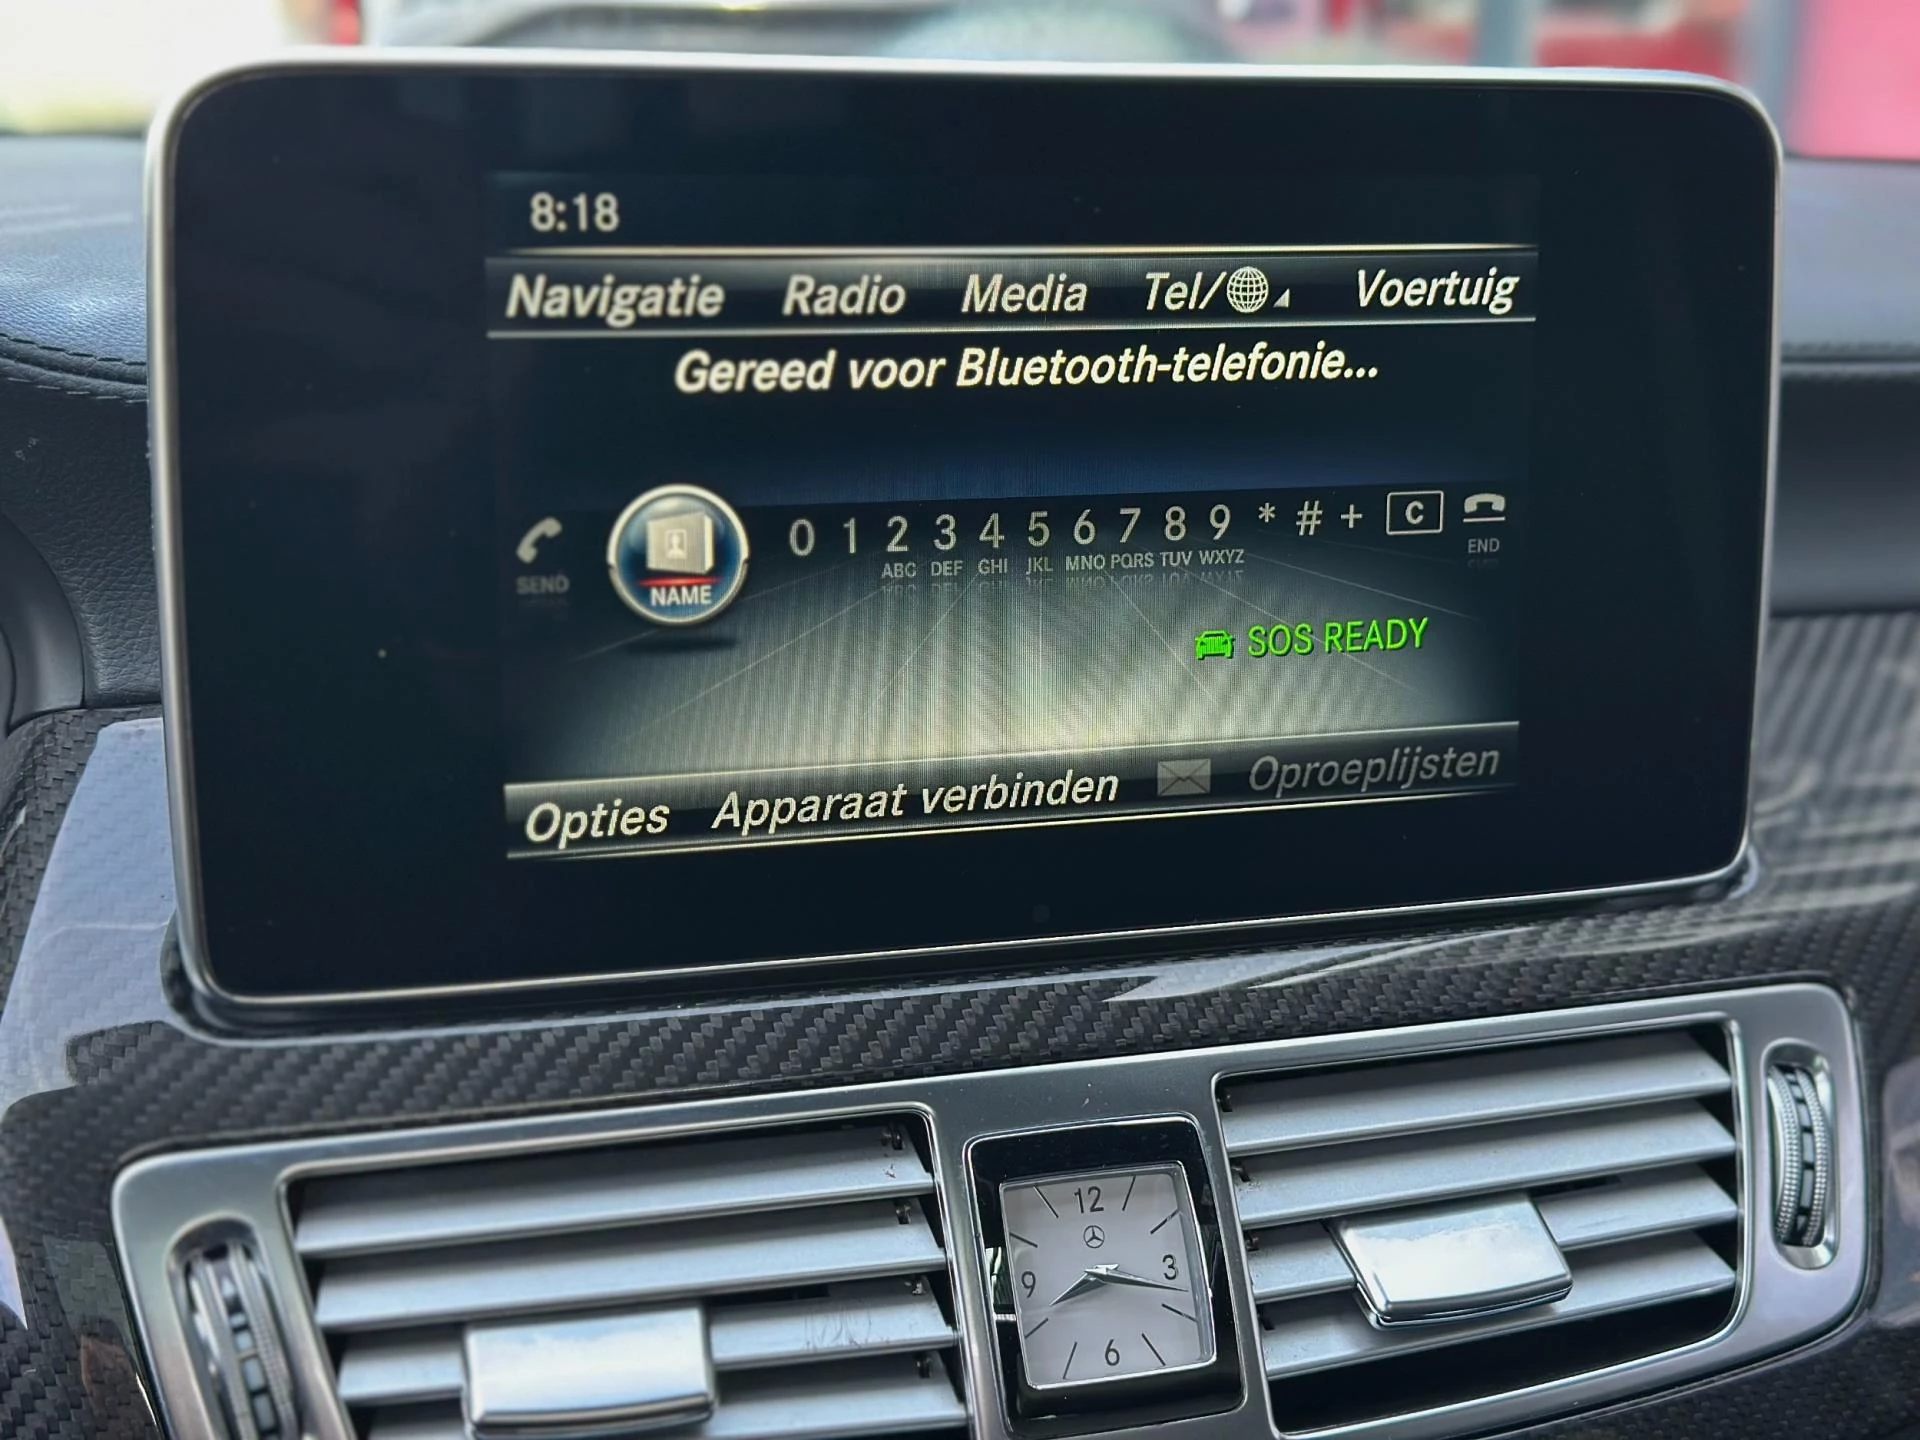 8:18
Navigatie Radio Media Tel/ Voertuig
Gereed voor Bluetooth-telefonie...
SEND NAME 0 1 2 3 4 5 6 7 8 9 * # + C END
ABC DEF GHI JKL MNO PQRS TUV WXYZ
SOS READY
Opties Apparaat verbinden Oproeplijsten
12
9 3
6